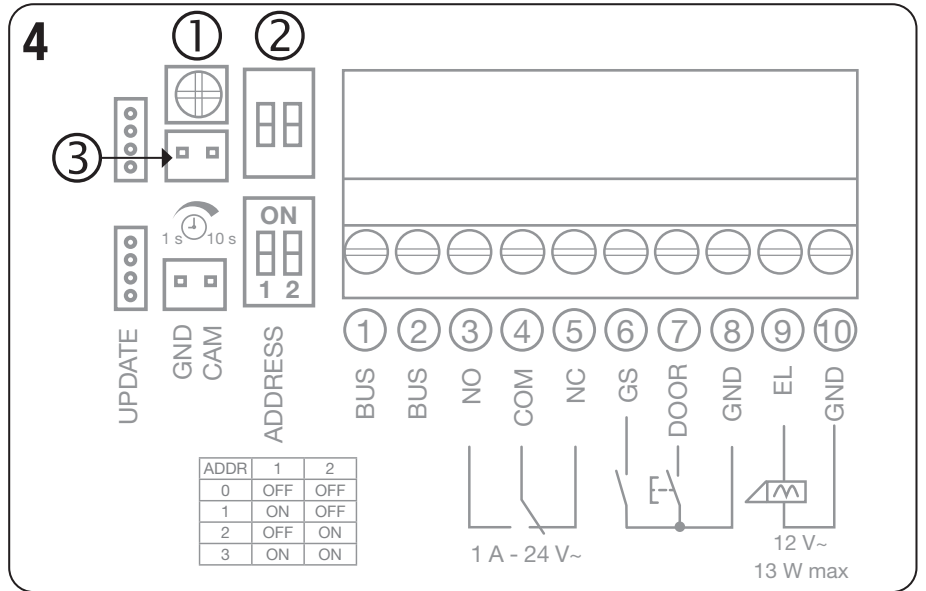 4
① ②
③
1 s 10 s
ON
1 2
UPDATE
GND
CAM
ADDRESS
① ② ③ ④ ⑤ ⑥ ⑦ ⑧ ⑨ ⑩
BUS
BUS
NO
COM
NC
GS
DOOR
GND
EL
GND
ADDR 1 2
0 OFF OFF
1 ON OFF
2 OFF ON
3 ON ON
1 A - 24 V~
12 V~
13 W max